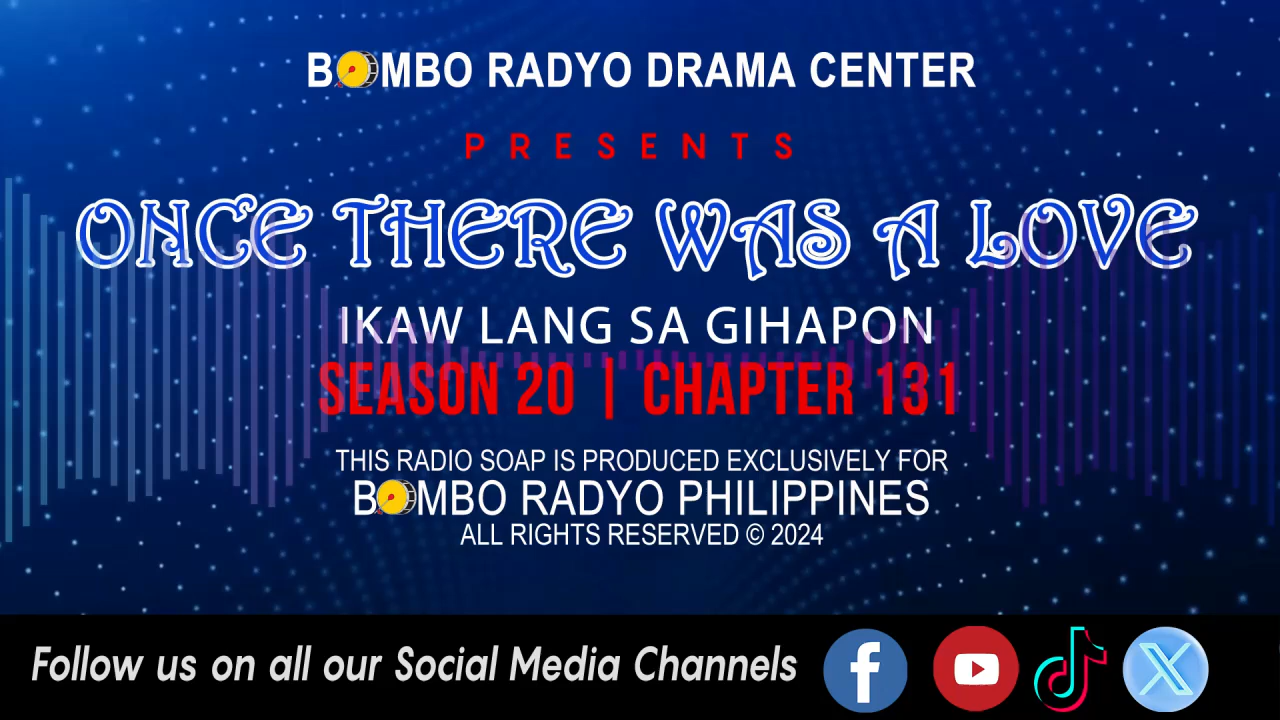 BOMBO RADYO DRAMA CENTER
PRESENTS
ONCE THERE WAS A LOVE
IKAW LANG SA GIHAPON
SEASON 20 | CHAPTER 131
THIS RADIO SOAP IS PRODUCED EXCLUSIVELY FOR
BOMBO RADYO PHILIPPINES
ALL RIGHTS RESERVED © 2024
Follow us on all our Social Media Channels